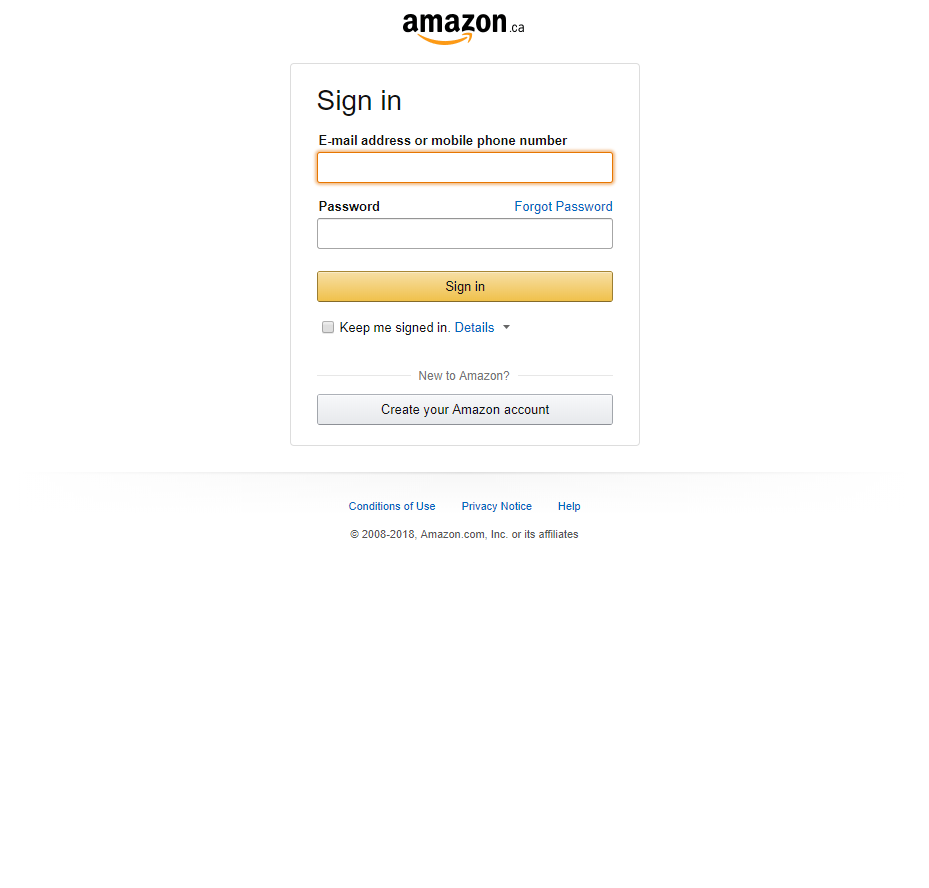 amazon.ca
Sign in
E-mail address or mobile phone number
Password Forgot Password
Sign in
Keep me signed in. Details
New to Amazon?
Create your Amazon account
Conditions of Use Privacy Notice Help
© 2008-2018, Amazon.com, Inc. or its affiliates